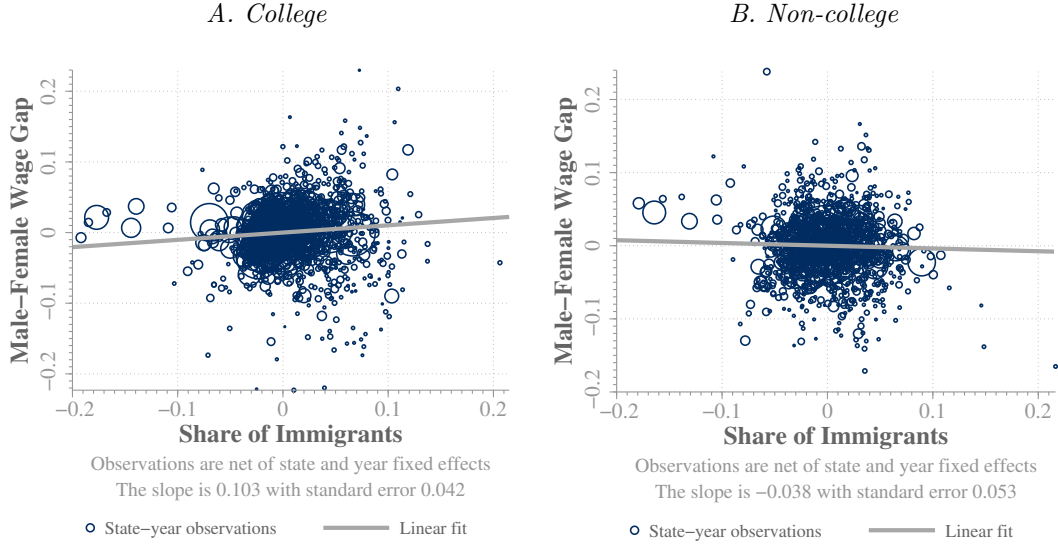 A. College
Male−Female Wage Gap
0.2
0.1
0
−0.1
−0.2
−0.2
−0.1
0
0.1
0.2
Share of Immigrants
Observations are net of state and year fixed effects
The slope is 0.103 with standard error 0.042
State−year observations
Linear fit
B. Non-college
Male−Female Wage Gap
0.2
0.1
0
−0.1
−0.2
−0.2
−0.1
0
0.1
0.2
Share of Immigrants
Observations are net of state and year fixed effects
The slope is −0.038 with standard error 0.053
State−year observations
Linear fit